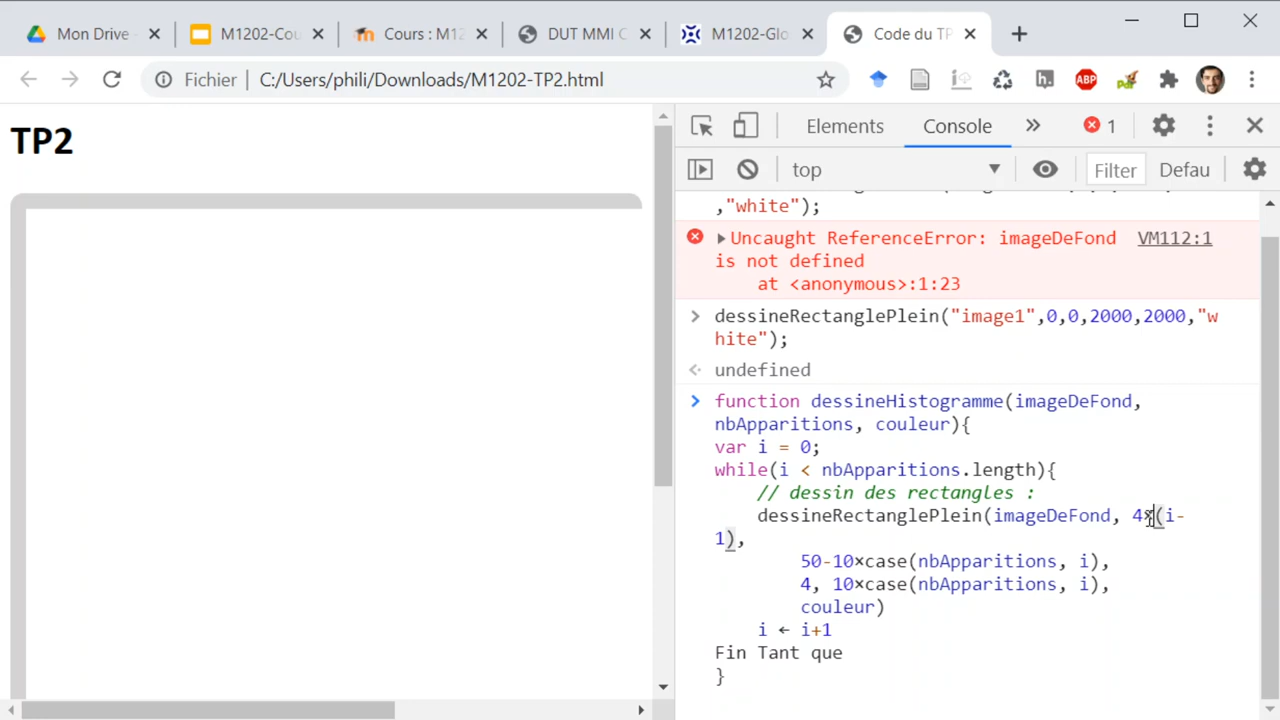 Mon Drive -
M1202-Cou
Cours : M12
DUT MMI C
M1202-Glo
Code du TP
Fichier
C:/Users/phili/Downloads/M1202-TP2.html
TP2
Elements
Console
1
top
Filter
Defau
,"white");
Uncaught ReferenceError: imageDeFond VM112:1
is not defined
at <anonymous>:1:23
dessineRectanglePlein("image1",0,0,2000,2000,"w
hite");
undefined
function dessineHistogramme(imageDeFond,
nbApparitions, couleur){
var i = 0;
while(i < nbApparitions.length){
// dessin des rectangles :
dessineRectanglePlein(imageDeFond, 4×(i-
1),
50-10×case(nbApparitions, i),
4, 10×case(nbApparitions, i),
couleur)
i ← i+1
Fin Tant que
}